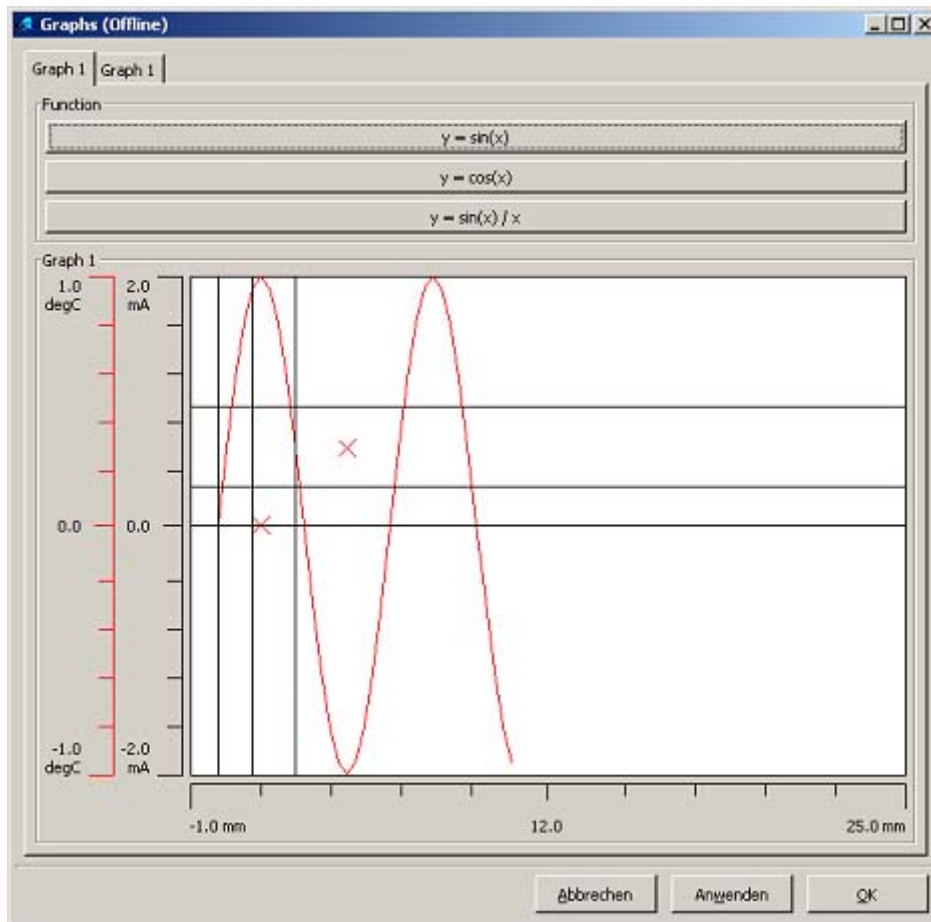 Graphs (Offline)
Graph 1 Graph 1
Function
y = sin(x)
y = cos(x)
y = sin(x) / x
Graph 1
1.0 2.0
degC mA
0.0 0.0
-1.0 -2.0
degC mA
-1.0 mm 12.0 25.0 mm
Abbrechen Anwenden OK